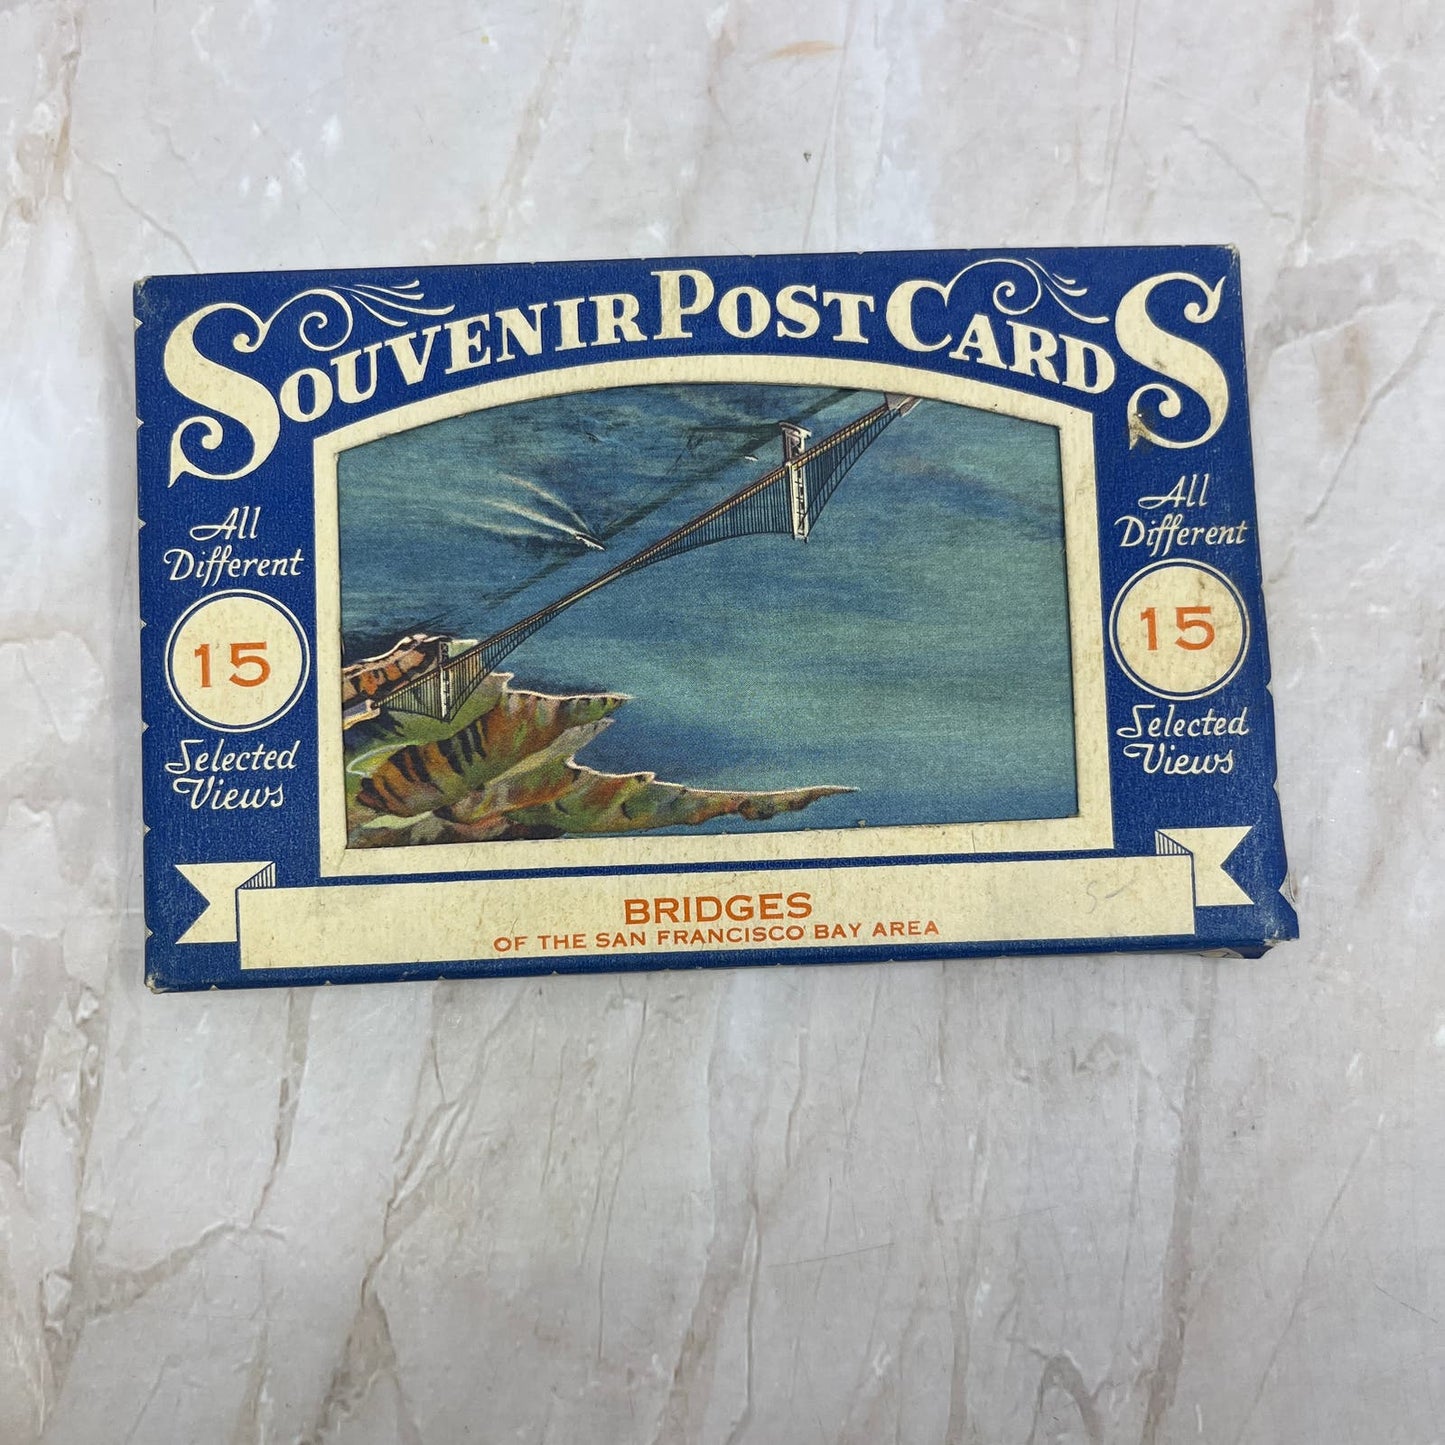 SOUVENIR POST CARDS
All
Different
15
Selected
Views
All
Different
15
Selected
Views
BRIDGES
OF THE SAN FRANCISCO BAY AREA
5-